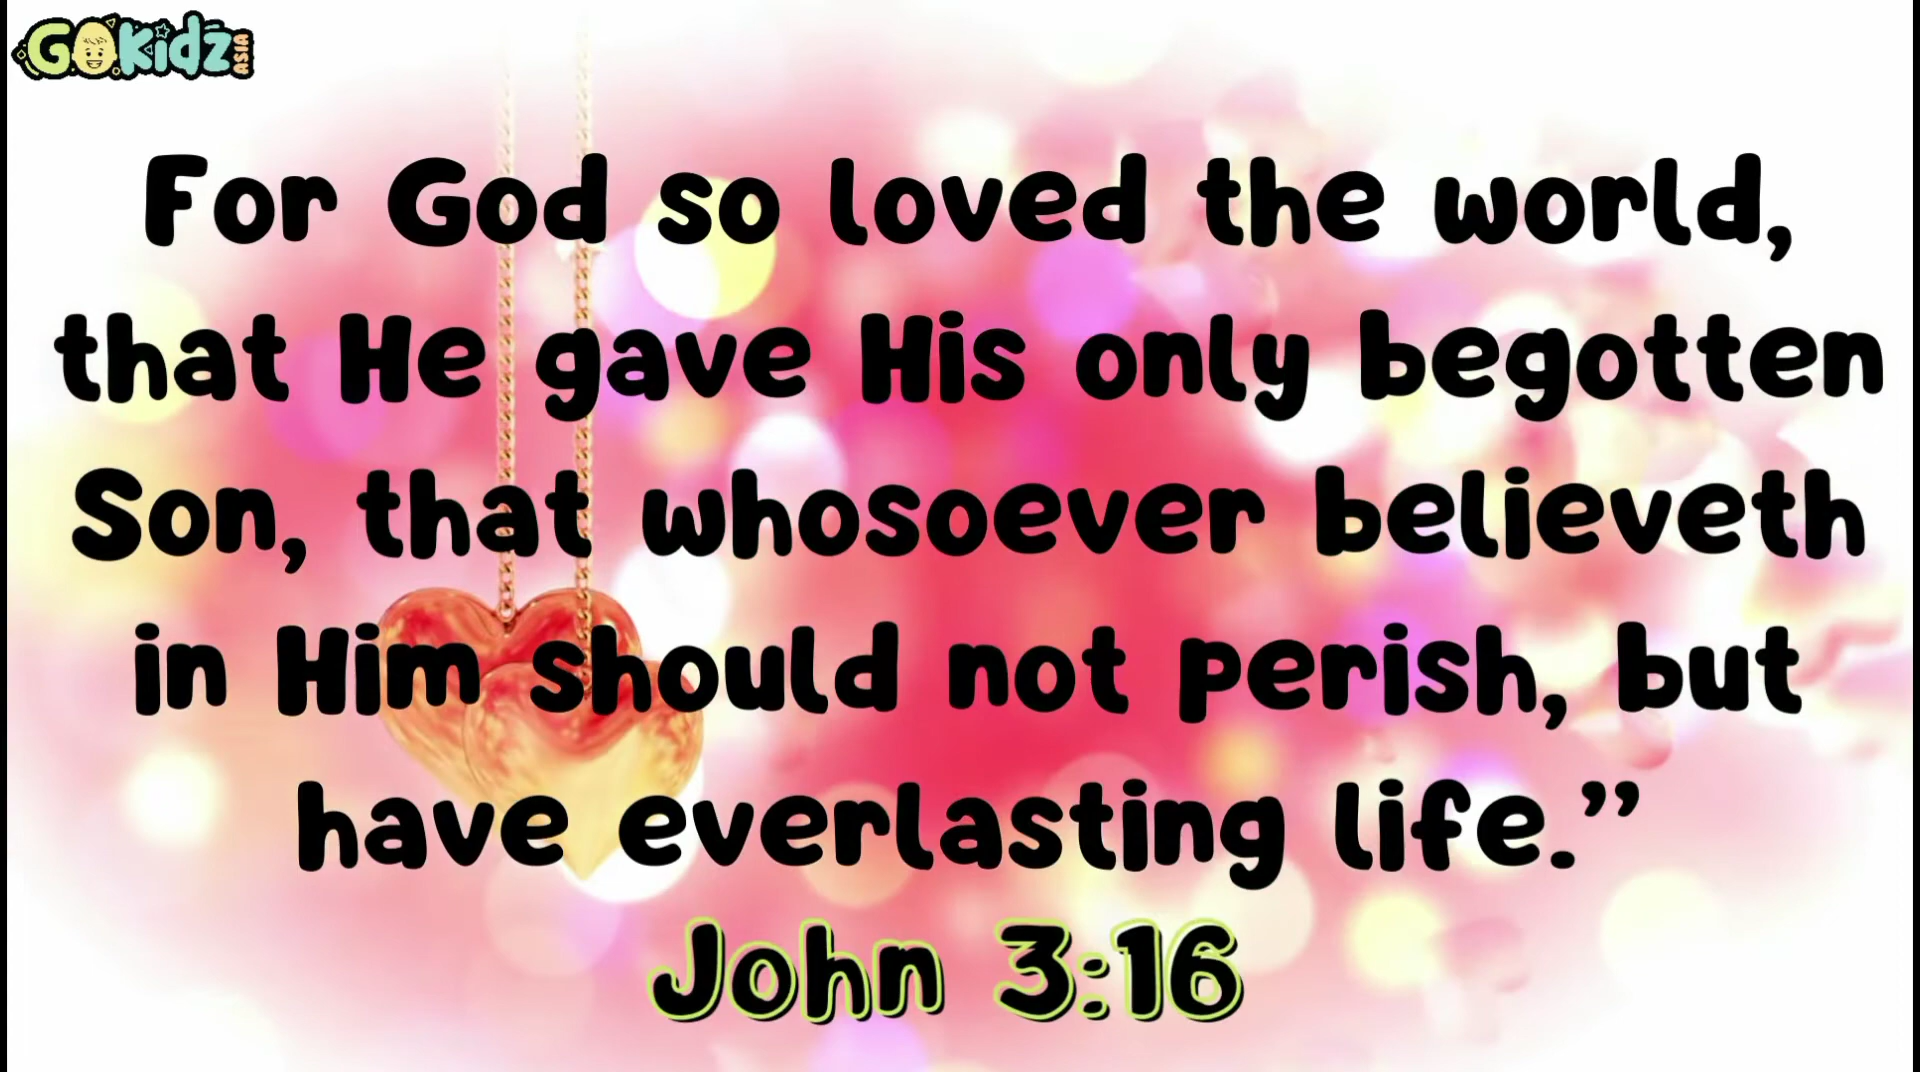 GOKidz ASIA
For God so loved the world,
that He gave His only begotten
Son, that whosoever believeth
in Him should not perish, but
have everlasting life.”
John 3:16